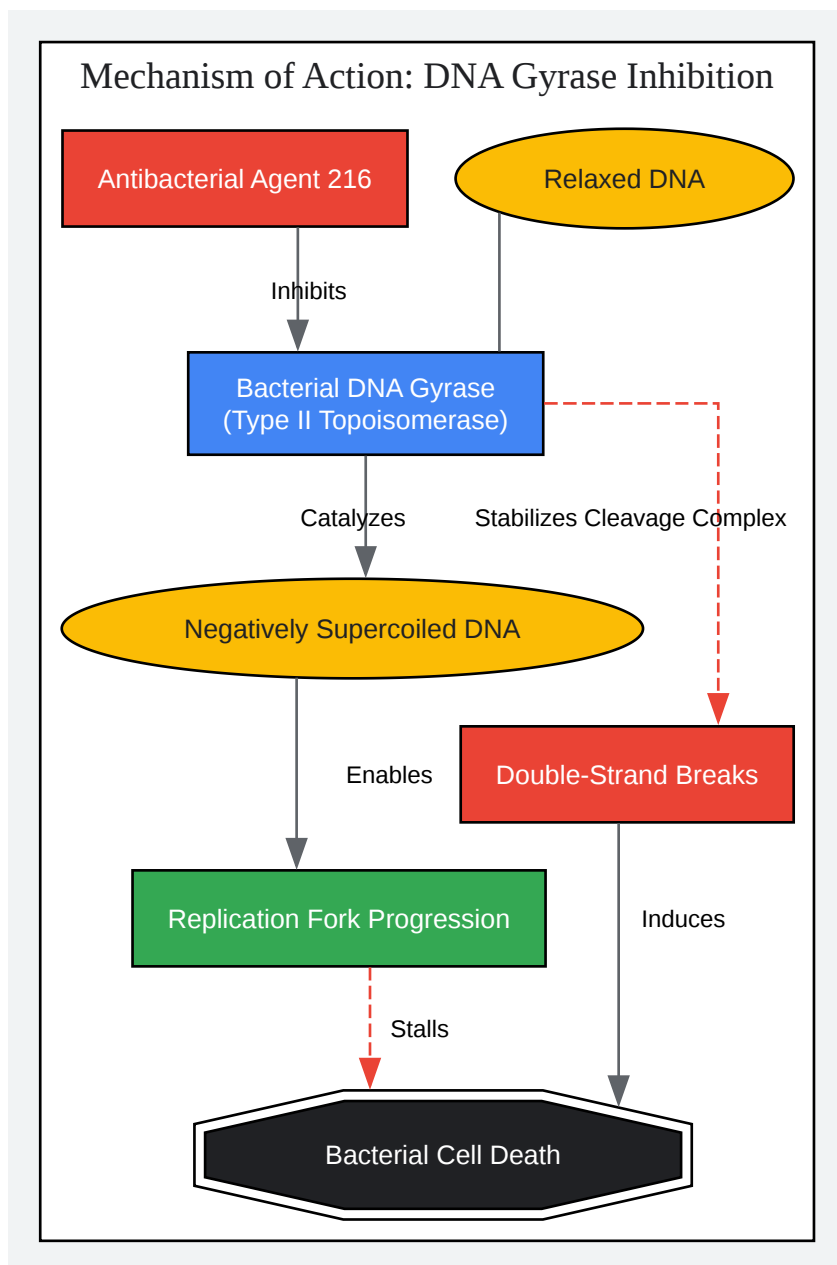 Mechanism of Action: DNA Gyrase Inhibition
Antibacterial Agent 216
Relaxed DNA
Inhibits
Bacterial DNA Gyrase
(Type II Topoisomerase)
Catalyzes
Stabilizes Cleavage Complex
Negatively Supercoiled DNA
Enables
Double-Strand Breaks
Replication Fork Progression
Induces
Stalls
Bacterial Cell Death